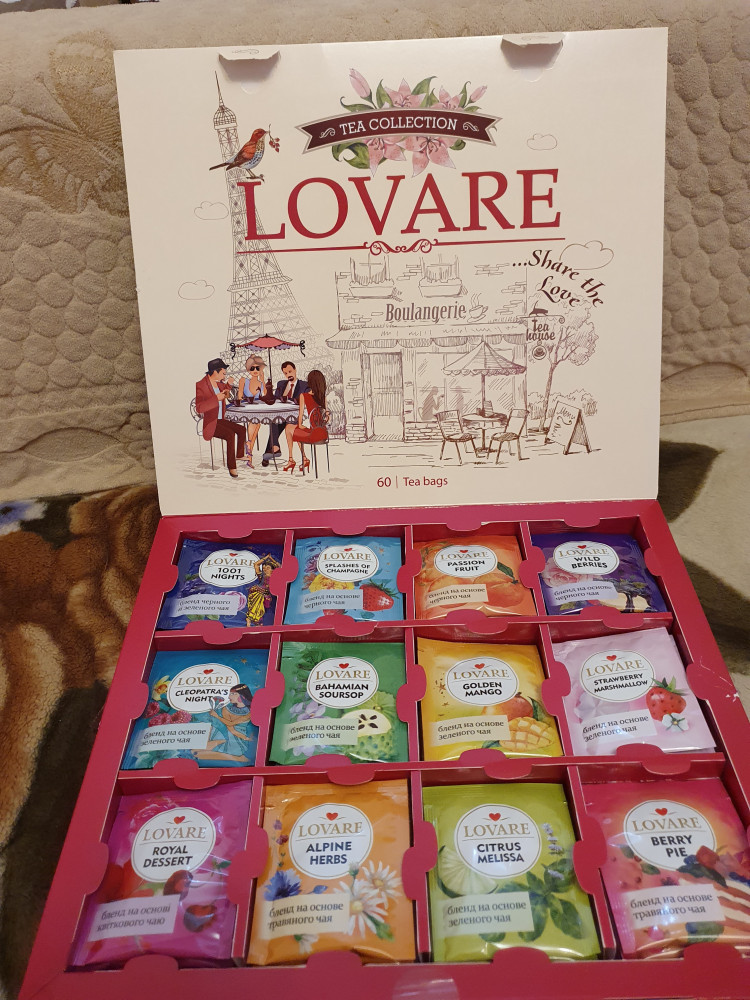 TEA COLLECTION
LOVARE
...Share the
Love
Boulangerie
Tea
house
60 | Tea bags
LOVARE
1001
NIGHTS
бленд черного
и зеленого чая
LOVARE
SPLASHES OF
CHAMPAGNE
бленд на основе
черного чая
LOVARE
PASSION
FRUIT
бленд на основе
черного чая
LOVARE
WILD
BERRIES
бленд на основе
черного чая
LOVARE
CLEOPATRA'S
NIGHT
бленд на основе
зеленого чая
LOVARE
BAHAMIAN
SOURSOP
бленд на основе
зеленого чая
LOVARE
GOLDEN
MANGO
бленд на основе
зеленого чая
LOVARE
STRAWBERRY
MARSHMALLOW
бленд на основе
зеленого чая
LOVARE
ROYAL
DESSERT
бленд на основі
квіткового чаю
LOVARE
ALPINE
HERBS
бленд на основе
травяного чая
LOVARE
CITRUS
MELISSA
бленд на основе
зеленого чая
LOVARE
BERRY
PIE
бленд на основе
травяного чая